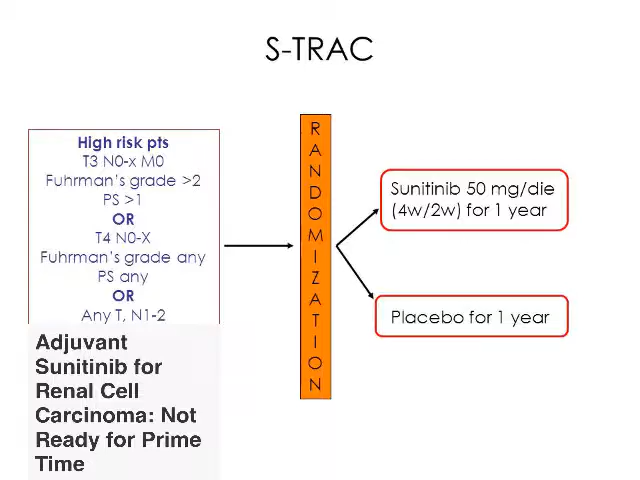 S-TRAC
High risk pts
T3 N0-x M0
Fuhrman's grade >2
PS >1
OR
T4 N0-X
Fuhrman's grade any
PS any
OR
Any T, N1-2
Adjuvant
Sunitinib for
Renal Cell
Carcinoma: Not
Ready for Prime
Time
RANDOMIZATION
Sunitinib 50 mg/die
(4w/2w) for 1 year
Placebo for 1 year